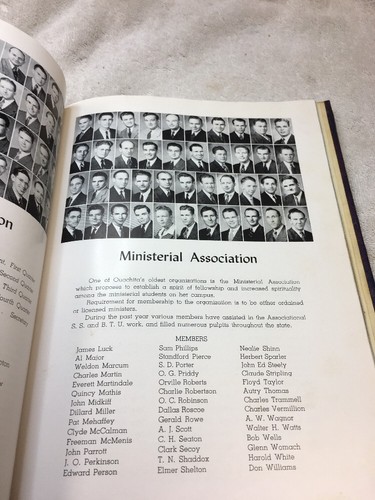 on
Ministerial Association
One of Ouachita's oldest organizations is the Ministerial Association
which proposes to establish a spirit of fellowship and increased spirituality
among the ministerial students on her campus.
Requirement for membership to the organization is to be either ordained
or licensed ministers.
During the past year various members have assisted in the Associational
S. S. and B. T. U. work, and filled numerous pulpits throughout the state.
MEMBERS
James Luck
Al Major
Weldon Marcum
Charles Martin
Everett Martindale
Quincy Mathis
John Midkiff
Dillard Miller
Pat Mehaffey
Clyde McCalman
Freeman McMenis
John Parrott
J. O. Perkinson
Edward Person
Sam Phillips
Standford Pierce
S. D. Porter
O. G. Priddy
Orville Roberts
Charlie Robertson
O. C. Robinson
Dallas Roscoe
Gerald Rowe
A. J. Scott
C. H. Seaton
Clark Secoy
T. N. Shaddox
Elmer Shelton
Nealie Shinn
Herbert Sparler
John Ed Steely
Claude Stripling
Floyd Taylor
Autry Thomas
Charles Trammell
Charles Vermillion
A. W. Wagnor
Walter H. Watts
Bob Wells
Glenn Wamach
Harold White
Don Williams